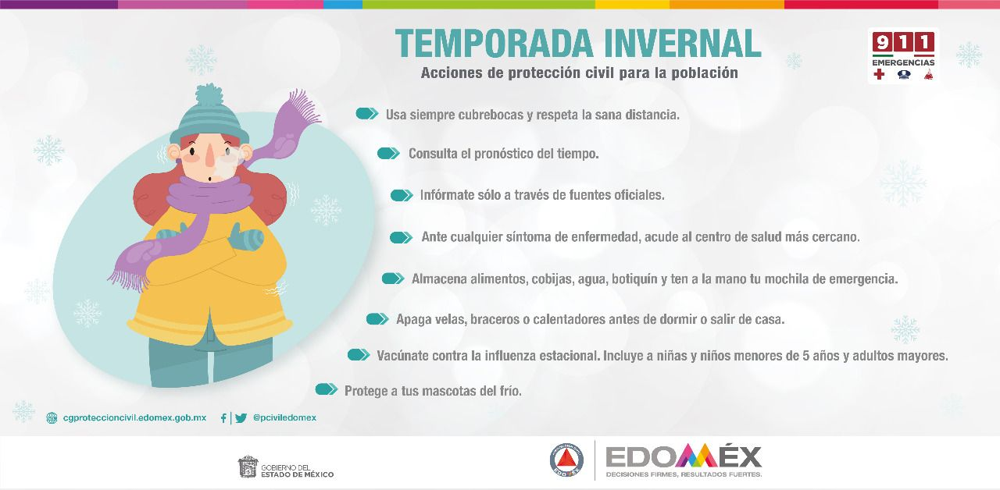 TEMPORADA INVERNAL
Acciones de protección civil para la población
911
EMERGENCIAS
Usa siempre cubrebocas y respeta la sana distancia.
Consulta el pronóstico del tiempo.
Infórmate sólo a través de fuentes oficiales.
Ante cualquier síntoma de enfermedad, acude al centro de salud más cercano.
Almacena alimentos, cobijas, agua, botiquín y ten a la mano tu mochila de emergencia.
Apaga velas, braceros o calentadores antes de dormir o salir de casa.
Vacúnate contra la influenza estacional. Incluye a niñas y niños menores de 5 años y adultos mayores.
Protege a tus mascotas del frío.
cgproteccioncivil.edomex.gob.mx
@pciviledomex
GOBIERNO DEL
ESTADO DE MÉXICO
EDOMÉX
EDOMÉX
DECISIONES FIRMES, RESULTADOS FUERTES.